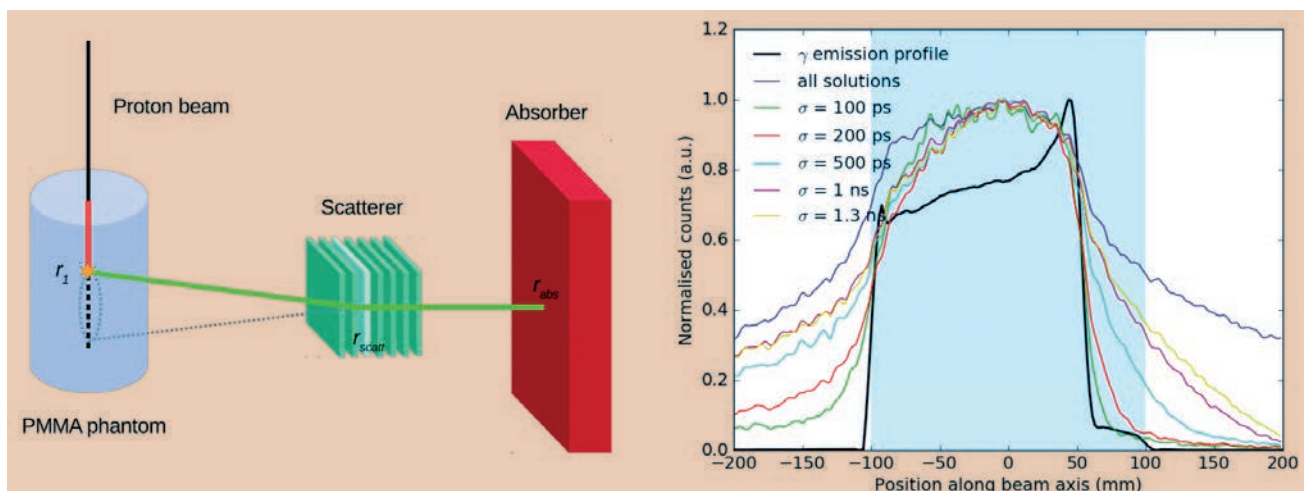 Proton beam
Absorber
Scatterer
r1
rabs
rscatt
PMMA phantom
1.2
1.0
0.8
0.6
0.4
0.2
0.0
Normalised counts (a.u.)
γ emission profile
all solutions
σ = 100 ps
σ = 200 ps
σ = 500 ps
σ = 1 ns
σ = 1.3 ns
−200 −150 −100 −50 0 50 100 150 200
Position along beam axis (mm)